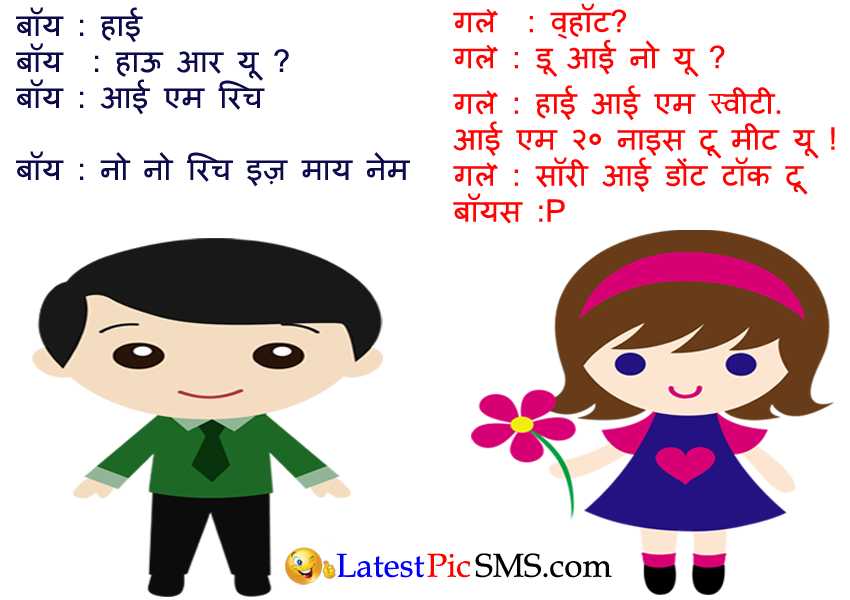 बॉय : हाई
बॉय : हाऊ आर यू ?
बॉय : आई एम रिच
बॉय : नो नो रिच इज़ माय नेम
गर्ल : व्हॉट?
गर्ल : डू आई नो यू ?
गर्ल : हाई आई एम स्वीटी.
आई एम २० नाइस टू मीट यू !
गर्ल : सॉरी आई डोंट टॉक टू
बॉयस :P
LatestPicSMS.com